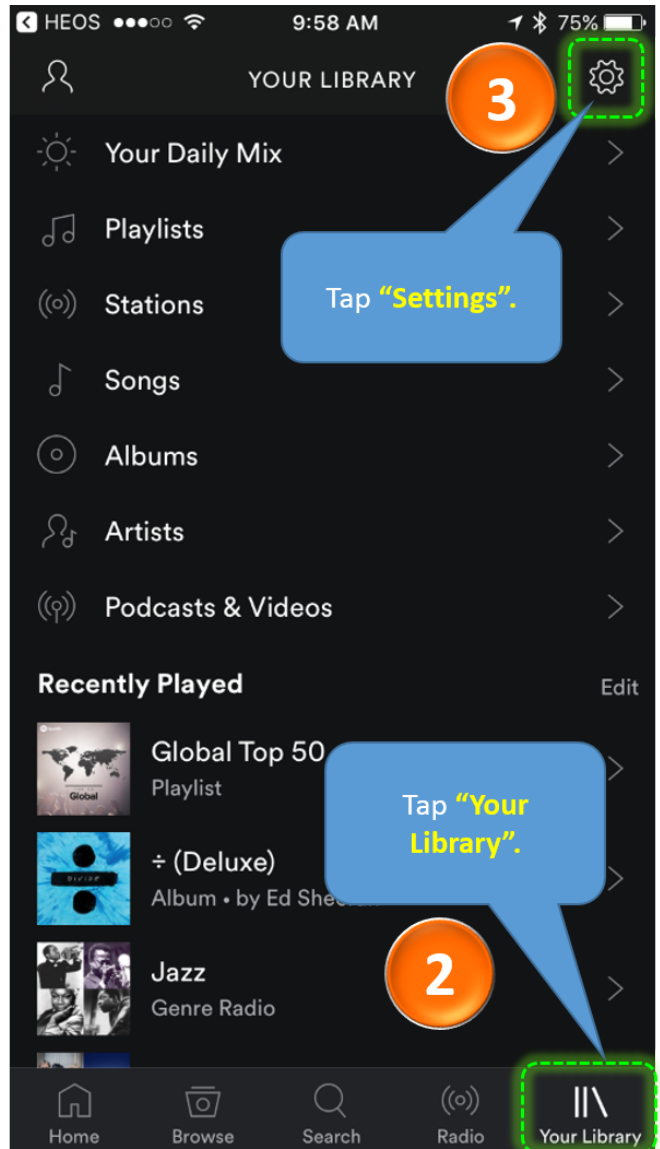 HEOS 9:58 AM 75%
YOUR LIBRARY
3
Your Daily Mix
Playlists
Tap “Settings”.
Stations
Songs
Albums
Artists
Podcasts & Videos
Recently Played Edit
Global Top 50
Playlist
Global
Tap “Your
Library”.
÷ (Deluxe)
DIVIDE
Album • by Ed
2
Jazz
Genre Radio
Home Browse Search Radio Your Library